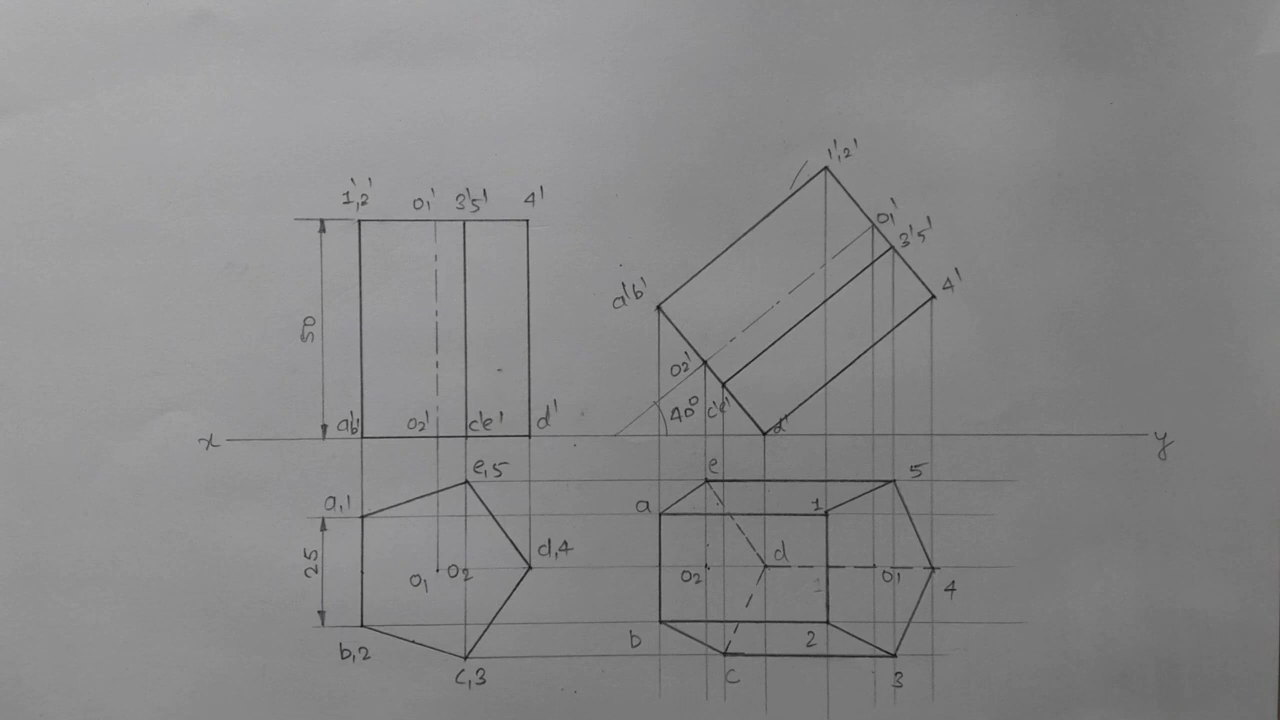 1',2'
1',2' o1' 3'5' 4'
o1'
3'5'
4'
a'b'
50
o2'
40° c'e'
a'b' o2' c'e' d'
d'
x y
e,5
e 5
a,1
a 1
25
d,4
d
o1 o2
o2 o1
4
b 2
b,2
c,3
c 3